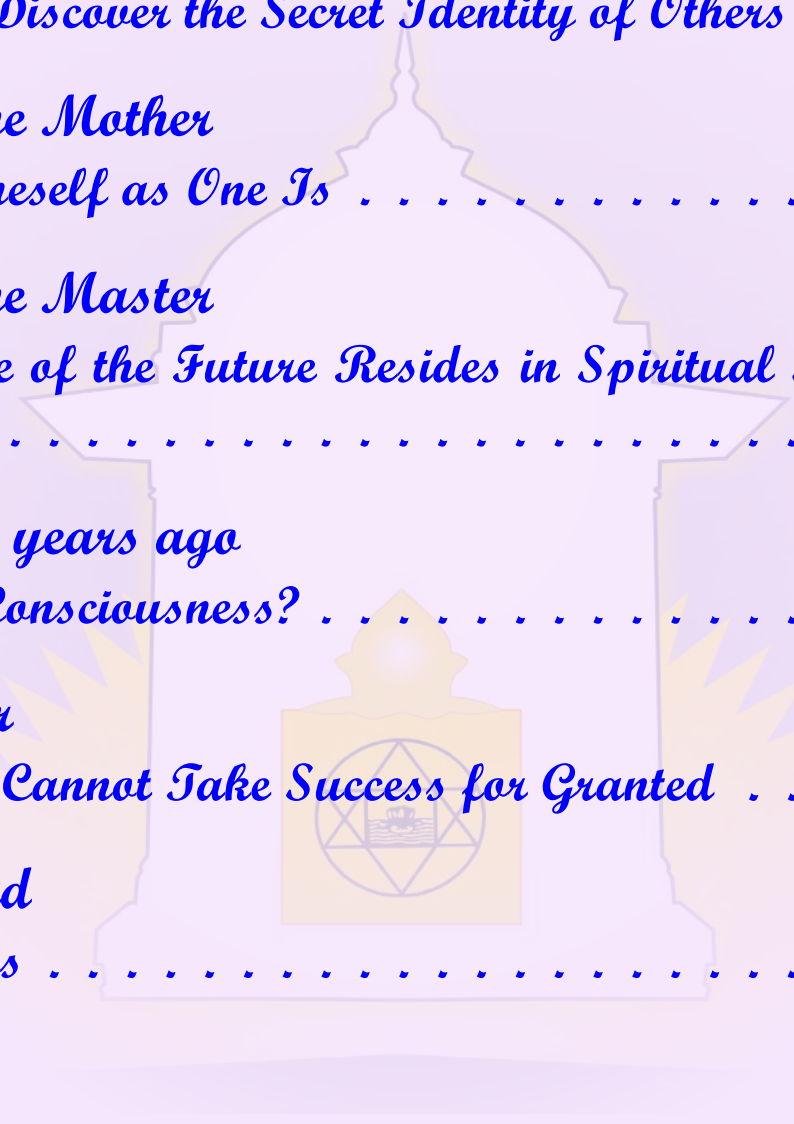 Discover the Secret Identity of Others
e Mother
neself as One Is . . . . . . . . . . . .
e Master
e of the Future Resides in Spiritual
. . . . . . . . . . . . . . . . . . . . .
years ago
Consciousness? . . . . . . . . . . . . .
r
Cannot Take Success for Granted . .
d
s . . . . . . . . . . . . . . . . . . . .